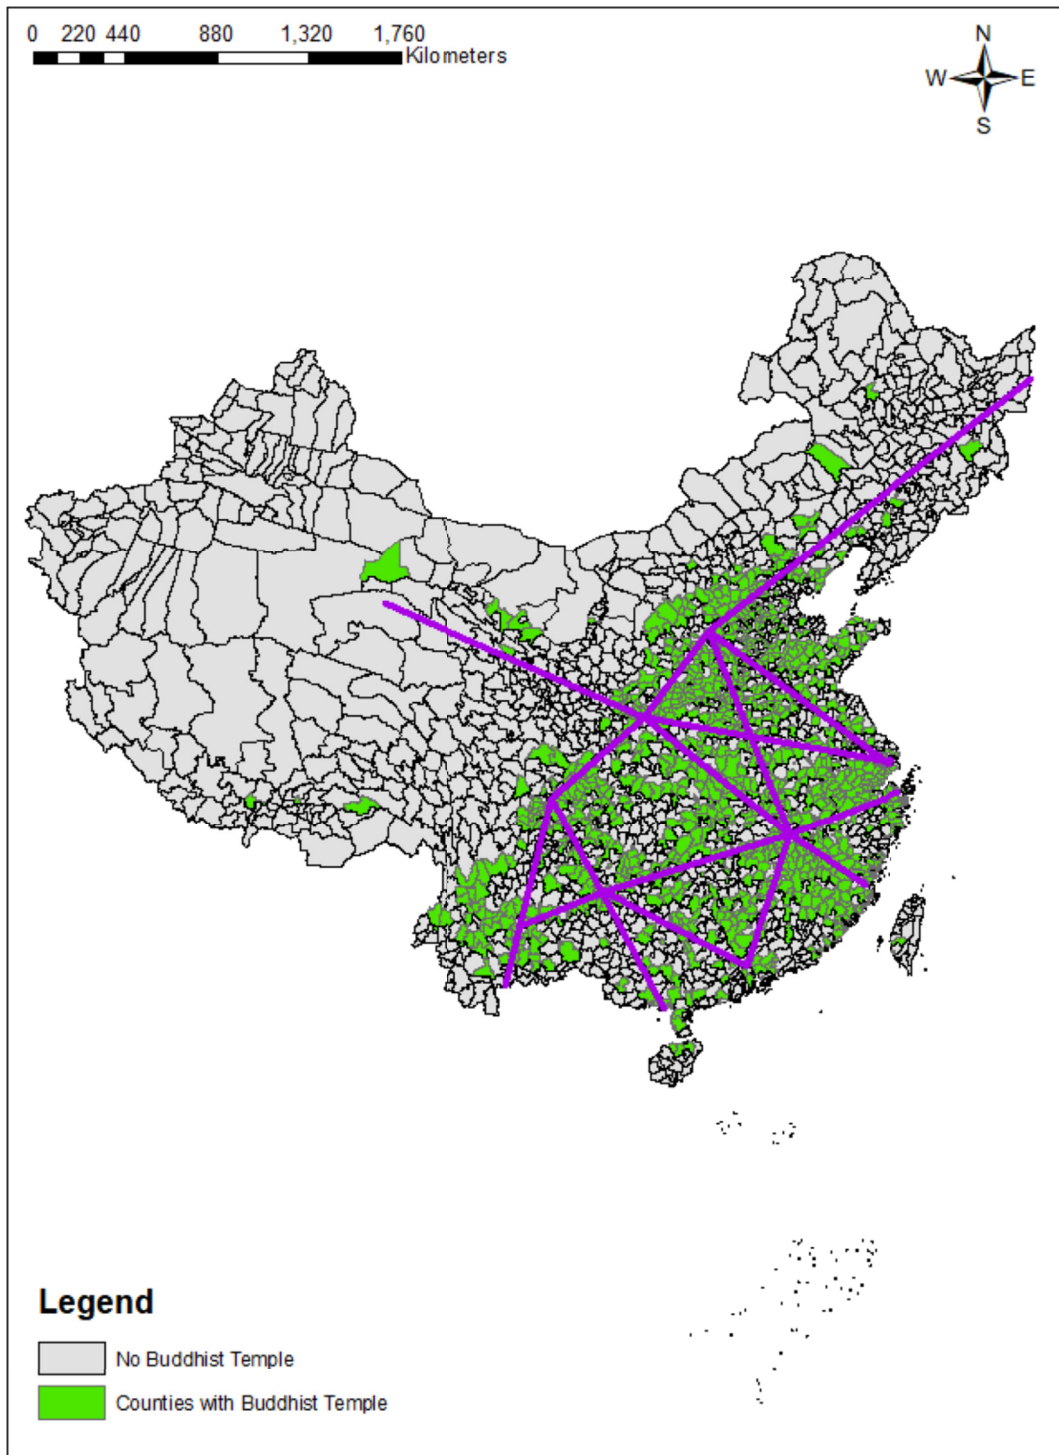 0 220 440 880 1,320 1,760
Kilometers
N
W E
S
Legend
No Buddhist Temple
Counties with Buddhist Temple